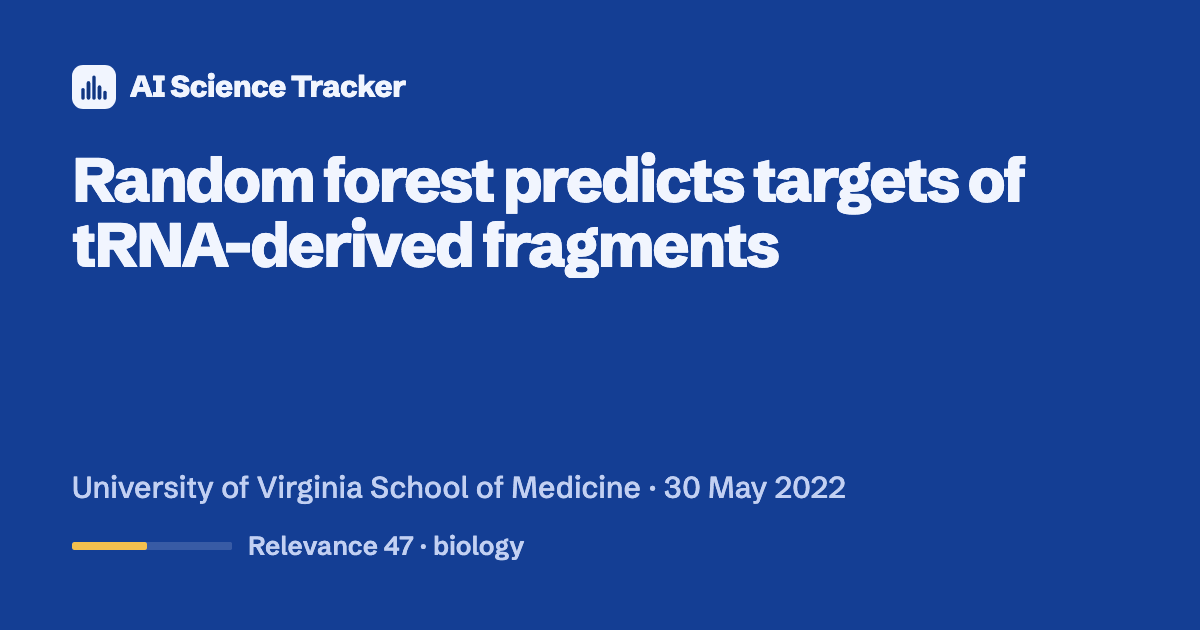 AI Science Tracker
Random forest predicts targets of
tRNA-derived fragments
University of Virginia School of Medicine · 30 May 2022
Relevance 47 · biology